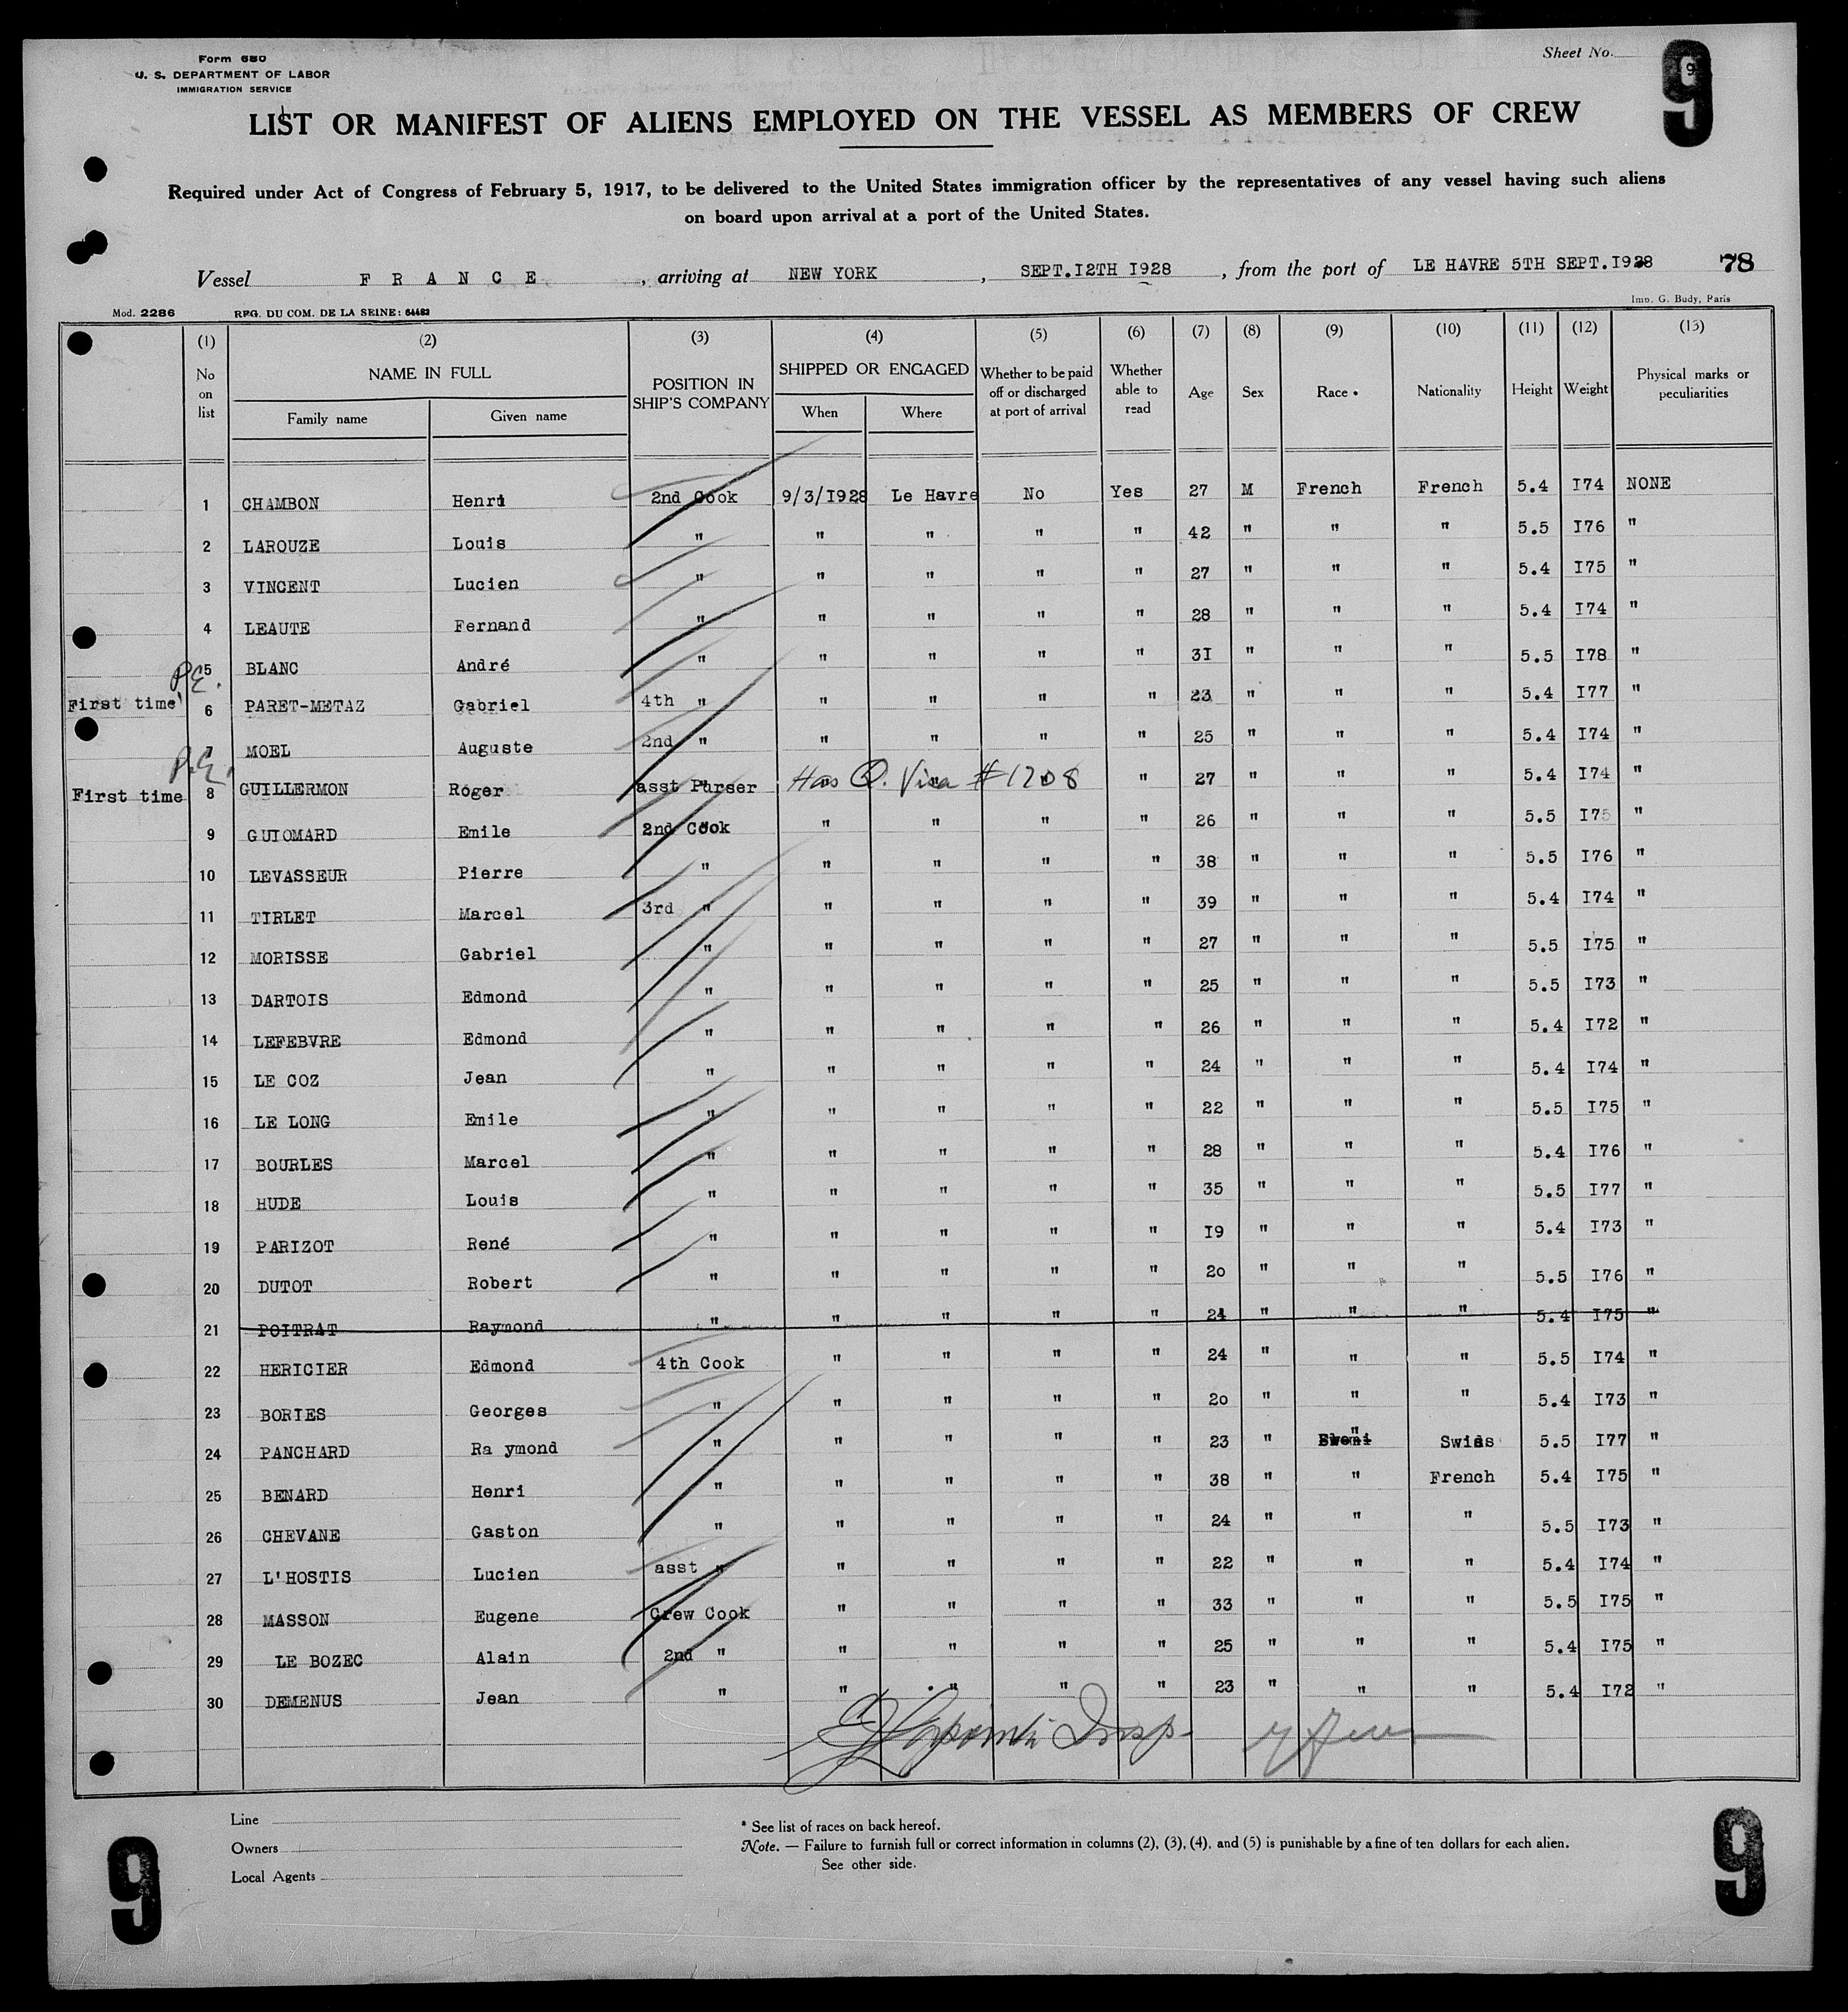 Form 680
U. S. DEPARTMENT OF LABOR
IMMIGRATION SERVICE
Sheet No. 9
9
LIST OR MANIFEST OF ALIENS EMPLOYED ON THE VESSEL AS MEMBERS OF CREW
Required under Act of Congress of February 5, 1917, to be delivered to the United States immigration officer by the representatives of any vessel having such aliens
on board upon arrival at a port of the United States.
Vessel F R A N C E , arriving at NEW YORK , SEPT.I2TH I928 , from the port of LE HAVRE 5TH SEPT.I928 78
Mod. 2286 REG. DU COM. DE LA SEINE: 64483 Imp. G. Budy, Paris
(1) (2) (3) (4) (5) (6) (7) (8) (9) (10) (11) (12) (13)
No on list NAME IN FULL Family name Given name POSITION IN SHIP'S COMPANY SHIPPED OR ENGAGED When Where Whether to be paid off or discharged at port of arrival Whether able to read Age Sex Race * Nationality Height Weight Physical marks or peculiarities
1 CHAMBON Henri 2nd Cook 9/3/I928 Le Havre No Yes 27 M French French 5.4 I74 NONE
2 LAROUZE Louis " " " " " 42 " " " 5.5 I76 "
3 VINCENT Lucien " " " " " 27 " " " 5.4 I75 "
4 LEAUTE Fernand " " " " " 28 " " " 5.4 I74 "
5 BLANC André " " " " " 3I " " " 5.5 I78 "
P.E. First time 6 PARET-METAZ Gabriel 4th " " " " " 23 " " " 5.4 I77 "
7 MOEL Auguste 2nd " " " " " 25 " " " 5.4 I74 "
P.E. First time 8 GUILLERMON Roger asst Purser Has Q. Visa #1208 " 27 " " " 5.4 I74 "
9 GUIOMARD Emile 2nd Cook " " " " 26 " " " 5.5 I75 "
10 LEVASSEUR Pierre " " " " " 38 " " " 5.5 I76 "
11 TIRLET Marcel 3rd " " " " " 39 " " " 5.4 I74 "
12 MORISSE Gabriel " " " " " 27 " " " 5.5 I75 "
13 DARTOIS Edmond " " " " " 25 " " " 5.5 I73 "
14 LEFEBVRE Edmond " " " " " 26 " " " 5.4 I72 "
15 LE COZ Jean " " " " " 24 " " " 5.4 I74 "
16 LE LONG Emile " " " " " 22 " " " 5.5 I75 "
17 BOURLES Marcel " " " " " 28 " " " 5.4 I76 "
18 HUDE Louis " " " " " 35 " " " 5.5 I77 "
19 PARIZOT René " " " " " I9 " " " 5.4 I73 "
20 DUTOT Robert " " " " " 2o " " " 5.5 I76 "
21 POITRAT Raymond " " " " " 24 " " " 5.4 I75 "
22 HERICIER Edmond 4th Cook " " " " 24 " " " 5.5 I74 "
23 BORIES Georges " " " " " 2o " " " 5.4 I73 "
24 PANCHARD Ra ymond " " " " " 23 " " Swiss 5.5 I77 "
25 BENARD Henri " " " " " 38 " " French 5.4 I75 "
26 CHEVANE Gaston " " " " " 24 " " " 5.5 I73 "
27 L'HOSTIS Lucien asst " " " " " 22 " " " 5.4 I74 "
28 MASSON Eugene Crew Cook " " " " 33 " " " 5.5 I75 "
29 LE BOZEC Alain 2nd " " " " " 25 " " " 5.4 I75 "
30 DEMENUS Jean " " " " " 23 " " " 5.4 I72 "
Insp.
Line
Owners
Local Agents
* See list of races on back hereof.
Note. — Failure to furnish full or correct information in columns (2), (3), (4), and (5) is punishable by a fine of ten dollars for each alien.
See other side.
9
9